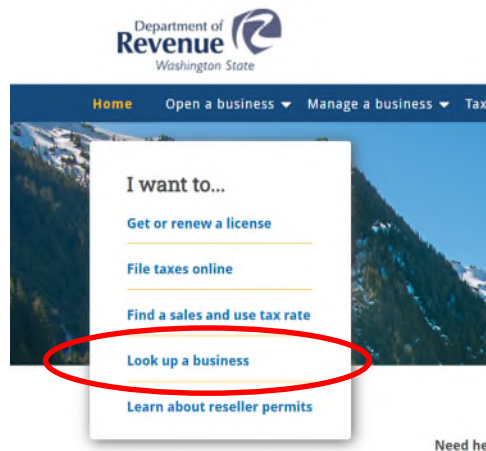 Department of
Revenue
Washington State
Home Open a business Manage a business Tax
I want to...
Get or renew a license
File taxes online
Find a sales and use tax rate
Look up a business
Learn about reseller permits
Need he